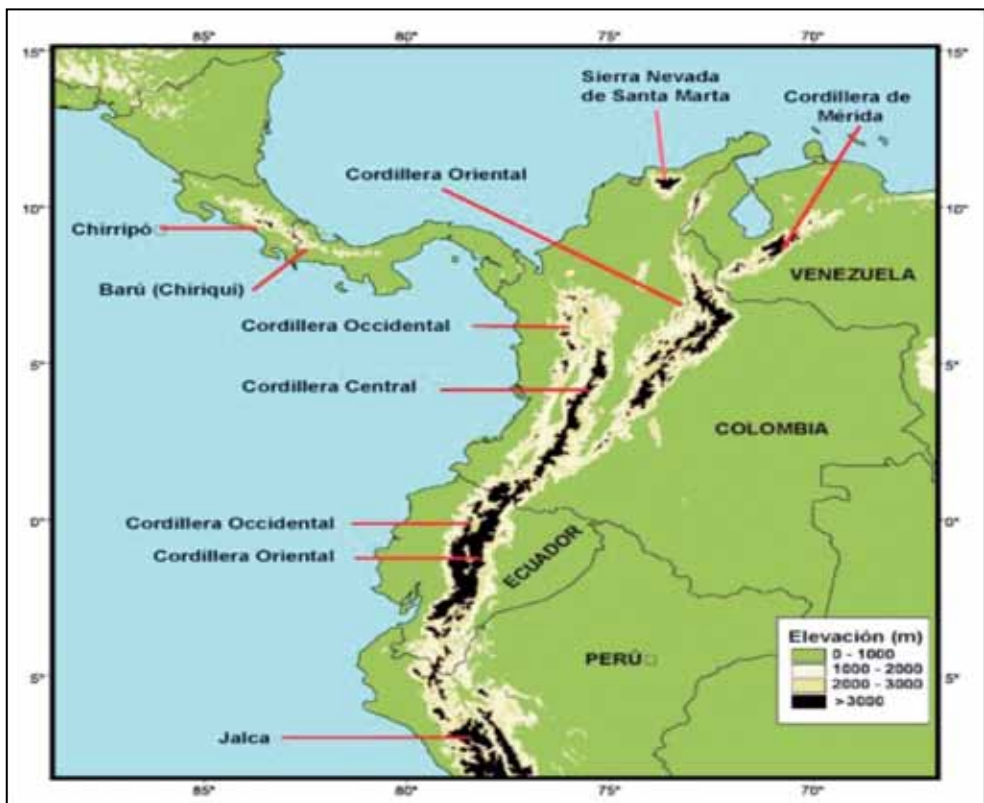 85° 80° 75° 70°
15° 15°
Sierra Nevada
de Santa Marta
Cordillera de
Mérida
Cordillera Oriental
10° 10°
Chirripó
VENEZUELA
Barú (Chiriqui)
Cordillera Occidental
5° 5°
Cordillera Central
COLOMBIA
Cordillera Occidental
0° 0°
Cordillera Oriental
ECUADOR
Elevación (m)
0 - 1000
1000 - 2000
2000 - 3000
>3000
PERÚ
5° 5°
Jalca
85° 80° 75° 70°